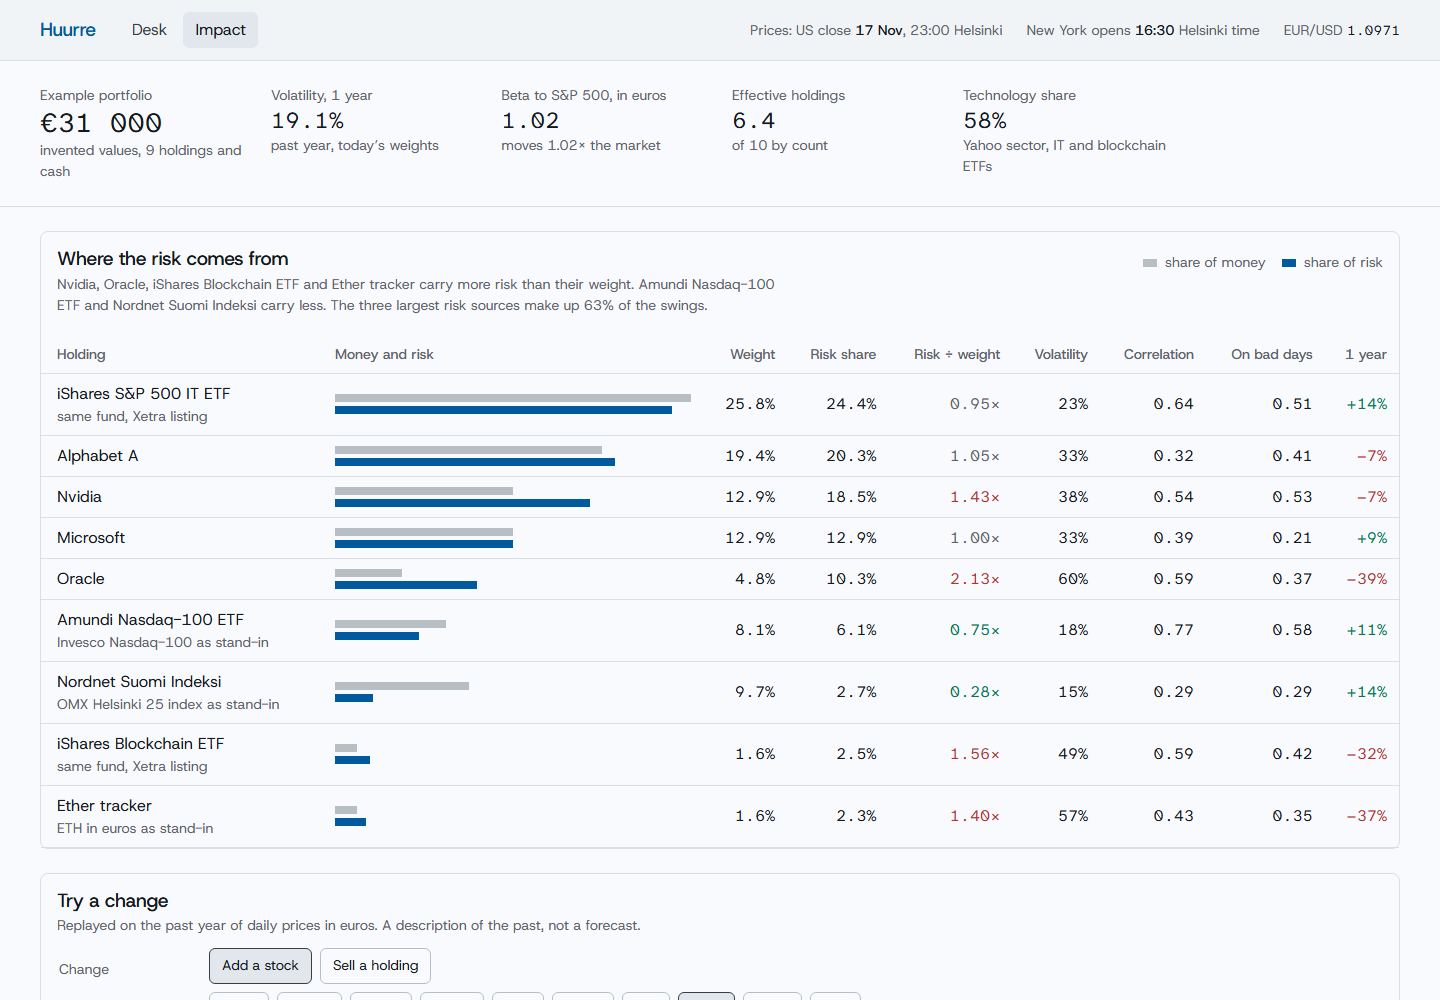 Huurre Desk Impact Prices: US close 17 Nov, 23:00 Helsinki New York opens 16:30 Helsinki time EUR/USD 1.0971
Example portfolio Volatility, 1 year Beta to S&P 500, in euros Effective holdings Technology share
€31 000 19.1% 1.02 6.4 58%
invented values, 9 holdings and cash past year, today's weights moves 1.02× the market of 10 by count Yahoo sector, IT and blockchain ETFs
Where the risk comes from
share of money share of risk
Nvidia, Oracle, iShares Blockchain ETF and Ether tracker carry more risk than their weight. Amundi Nasdaq-100
ETF and Nordnet Suomi Indeksi carry less. The three largest risk sources make up 63% of the swings.
Holding Money and risk Weight Risk share Risk ÷ weight Volatility Correlation On bad days 1 year
iShares S&P 500 IT ETF 25.8% 24.4% 0.95× 23% 0.64 0.51 +14%
same fund, Xetra listing
Alphabet A 19.4% 20.3% 1.05× 33% 0.32 0.41 −7%
Nvidia 12.9% 18.5% 1.43× 38% 0.54 0.53 −7%
Microsoft 12.9% 12.9% 1.00× 33% 0.39 0.21 +9%
Oracle 4.8% 10.3% 2.13× 60% 0.59 0.37 −39%
Amundi Nasdaq-100 ETF 8.1% 6.1% 0.75× 18% 0.77 0.58 +11%
Invesco Nasdaq-100 as stand-in
Nordnet Suomi Indeksi 9.7% 2.7% 0.28× 15% 0.29 0.29 +14%
OMX Helsinki 25 index as stand-in
iShares Blockchain ETF 1.6% 2.5% 1.56× 49% 0.59 0.42 −32%
same fund, Xetra listing
Ether tracker 1.6% 2.3% 1.40× 57% 0.43 0.35 −37%
ETH in euros as stand-in
Try a change
Replayed on the past year of daily prices in euros. A description of the past, not a forecast.
Change Add a stock Sell a holding